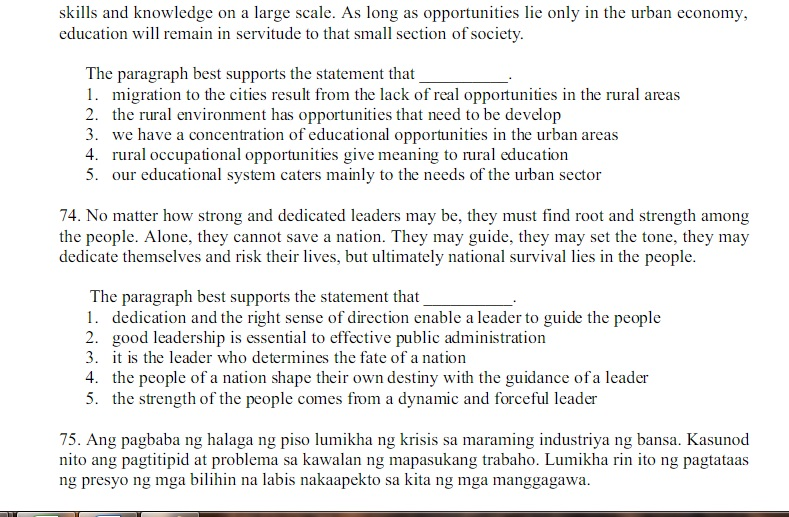 skills and knowledge on a large scale. As long as opportunities lie only in the urban economy,
education will remain in servitude to that small section of society.
The paragraph best supports the statement that __________.
1. migration to the cities result from the lack of real opportunities in the rural areas
2. the rural environment has opportunities that need to be develop
3. we have a concentration of educational opportunities in the urban areas
4. rural occupational opportunities give meaning to rural education
5. our educational system caters mainly to the needs of the urban sector
74. No matter how strong and dedicated leaders may be, they must find root and strength among
the people. Alone, they cannot save a nation. They may guide, they may set the tone, they may
dedicate themselves and risk their lives, but ultimately national survival lies in the people.
The paragraph best supports the statement that __________.
1. dedication and the right sense of direction enable a leader to guide the people
2. good leadership is essential to effective public administration
3. it is the leader who determines the fate of a nation
4. the people of a nation shape their own destiny with the guidance of a leader
5. the strength of the people comes from a dynamic and forceful leader
75. Ang pagbaba ng halaga ng piso lumikha ng krisis sa maraming industriya ng bansa. Kasunod
nito ang pagtitipid at problema sa kawalan ng mapasukang trabaho. Lumikha rin ito ng pagtataas
ng presyo ng mga bilihin na labis nakaapekto sa kita ng mga manggagawa.